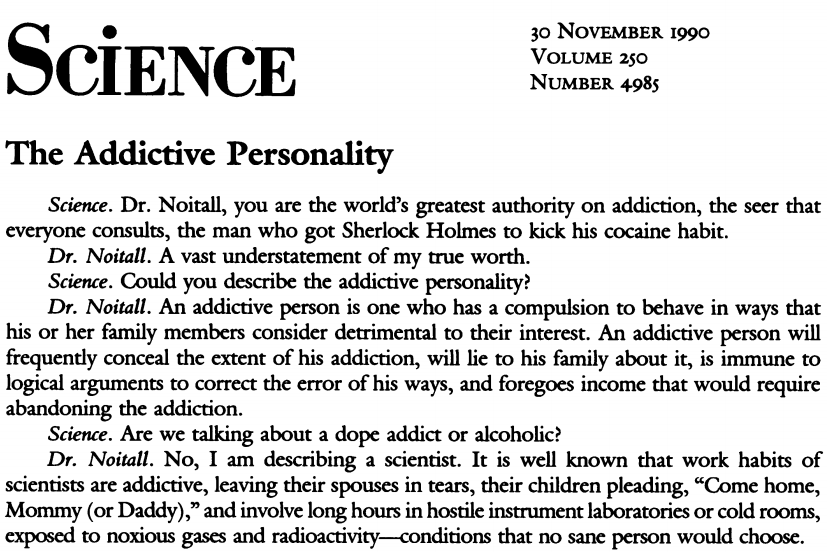 SCIENCE
30 NOVEMBER 1990
VOLUME 250
NUMBER 4985
The Addictive Personality
Science. Dr. Noitall, you are the world's greatest authority on addiction, the seer that
everyone consults, the man who got Sherlock Holmes to kick his cocaine habit.
Dr. Noitall. A vast understatement of my true worth.
Science. Could you describe the addictive personality?
Dr. Noitall. An addictive person is one who has a compulsion to behave in ways that
his or her family members consider detrimental to their interest. An addictive person will
frequently conceal the extent of his addiction, will lie to his family about it, is immune to
logical arguments to correct the error of his ways, and foregoes income that would require
abandoning the addiction.
Science. Are we talking about a dope addict or alcoholic?
Dr. Noitall. No, I am describing a scientist. It is well known that work habits of
scientists are addictive, leaving their spouses in tears, their children pleading, “Come home,
Mommy (or Daddy),” and involve long hours in hostile instrument laboratories or cold rooms,
exposed to noxious gases and radioactivity—conditions that no sane person would choose.